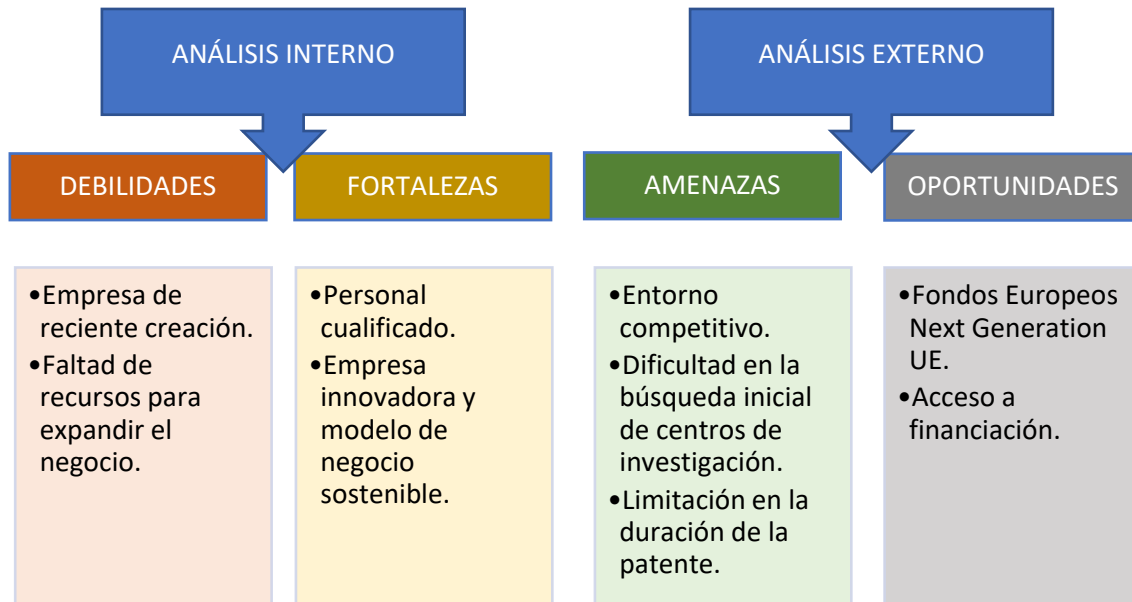 ANÁLISIS INTERNO
ANÁLISIS EXTERNO
DEBILIDADES
FORTALEZAS
AMENAZAS
OPORTUNIDADES
•Empresa de
reciente creación.
•Faltad de
recursos para
expandir el
negocio.
•Personal
cualificado.
•Empresa
innovadora y
modelo de
negocio
sostenible.
•Entorno
competitivo.
•Dificultad en la
búsqueda inicial
de centros de
investigación.
•Limitación en la
duración de la
patente.
•Fondos Europeos
Next Generation
UE.
•Acceso a
financiación.